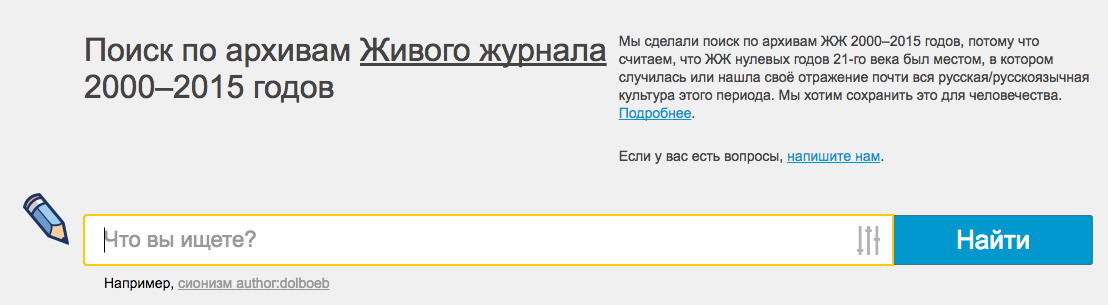 Поиск по архивам Живого журнала
2000–2015 годов
Мы сделали поиск по архивам ЖЖ 2000–2015 годов, потому что
считаем, что ЖЖ нулевых годов 21-го века был местом, в котором
случилась или нашла своё отражение почти вся русская/русскоязычная
культура этого периода. Мы хотим сохранить это для человечества.
Подробнее.
Если у вас есть вопросы, напишите нам.
Что вы ищете?
Найти
Например, сионизм author:dolboeb